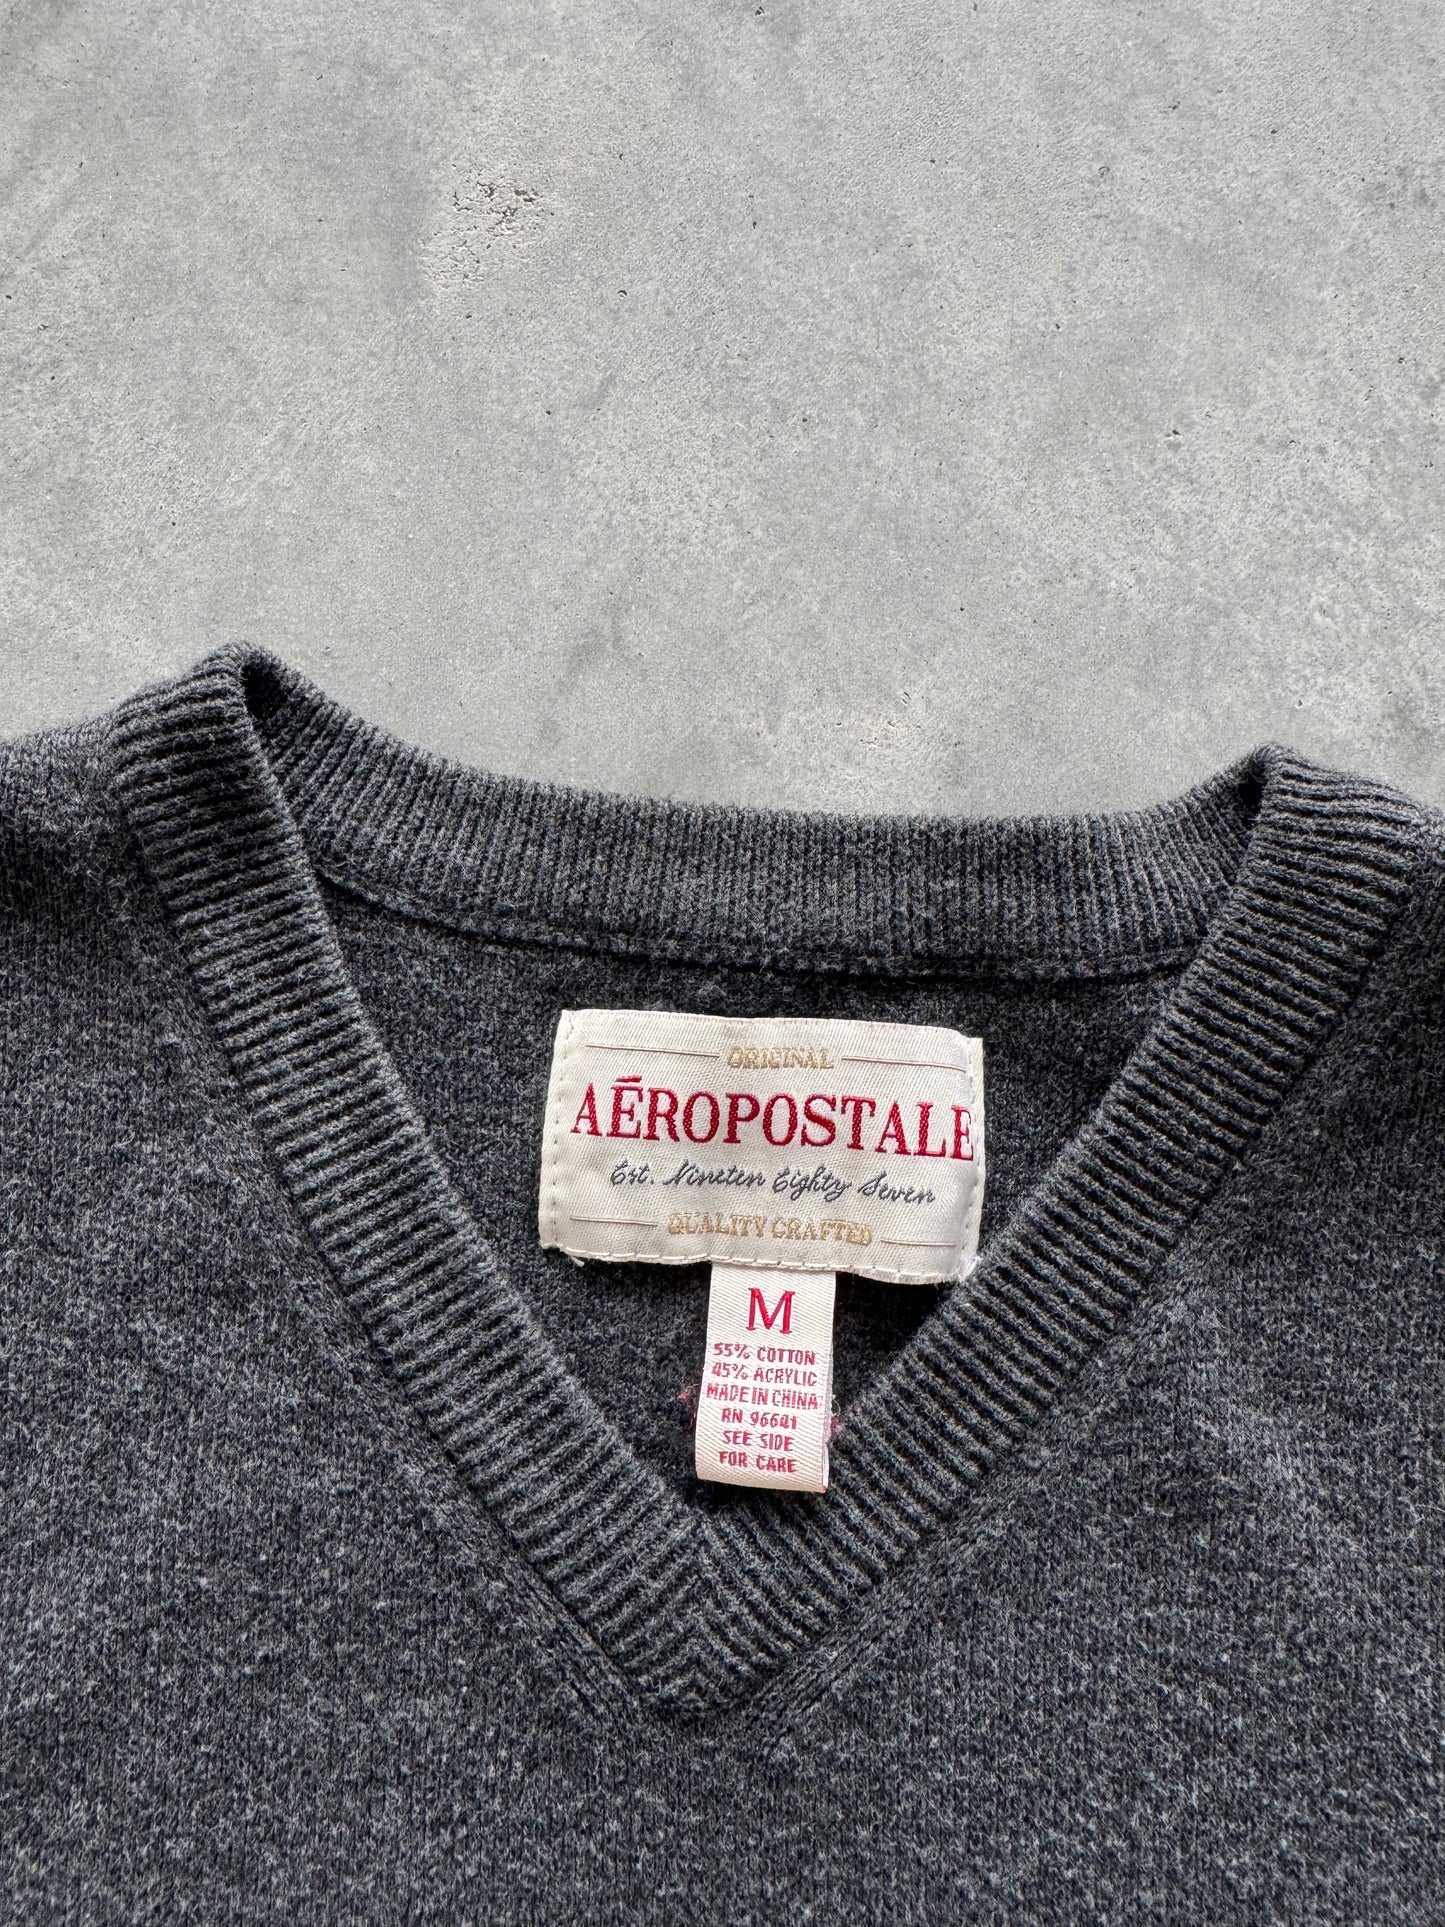 ORIGINAL
AÉROPOSTALE
Est. Nineteen Eighty Seven
QUALITY CRAFTED
M
55% COTTON
45% ACRYLIC
MADE IN CHINA
RN 96641
SEE SIDE
FOR CARE